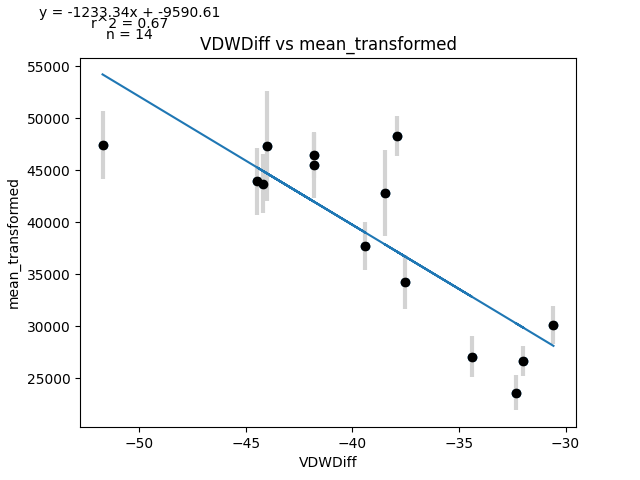 y = -1233.34x + -9590.61
r^2 = 0.67
n = 14
VDWDiff vs mean_transformed
55000
50000
45000
40000
35000
30000
25000
mean_transformed
−50
−45
−40
−35
−30
VDWDiff